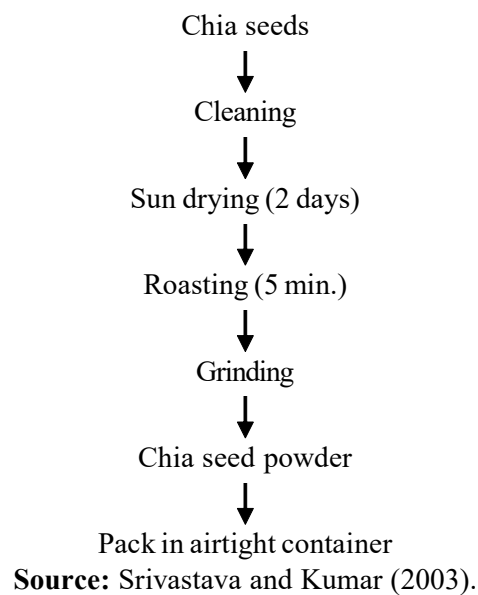 Chia seeds
Cleaning
Sun drying (2 days)
Roasting (5 min.)
Grinding
Chia seed powder
Pack in airtight container
Source: Srivastava and Kumar (2003).